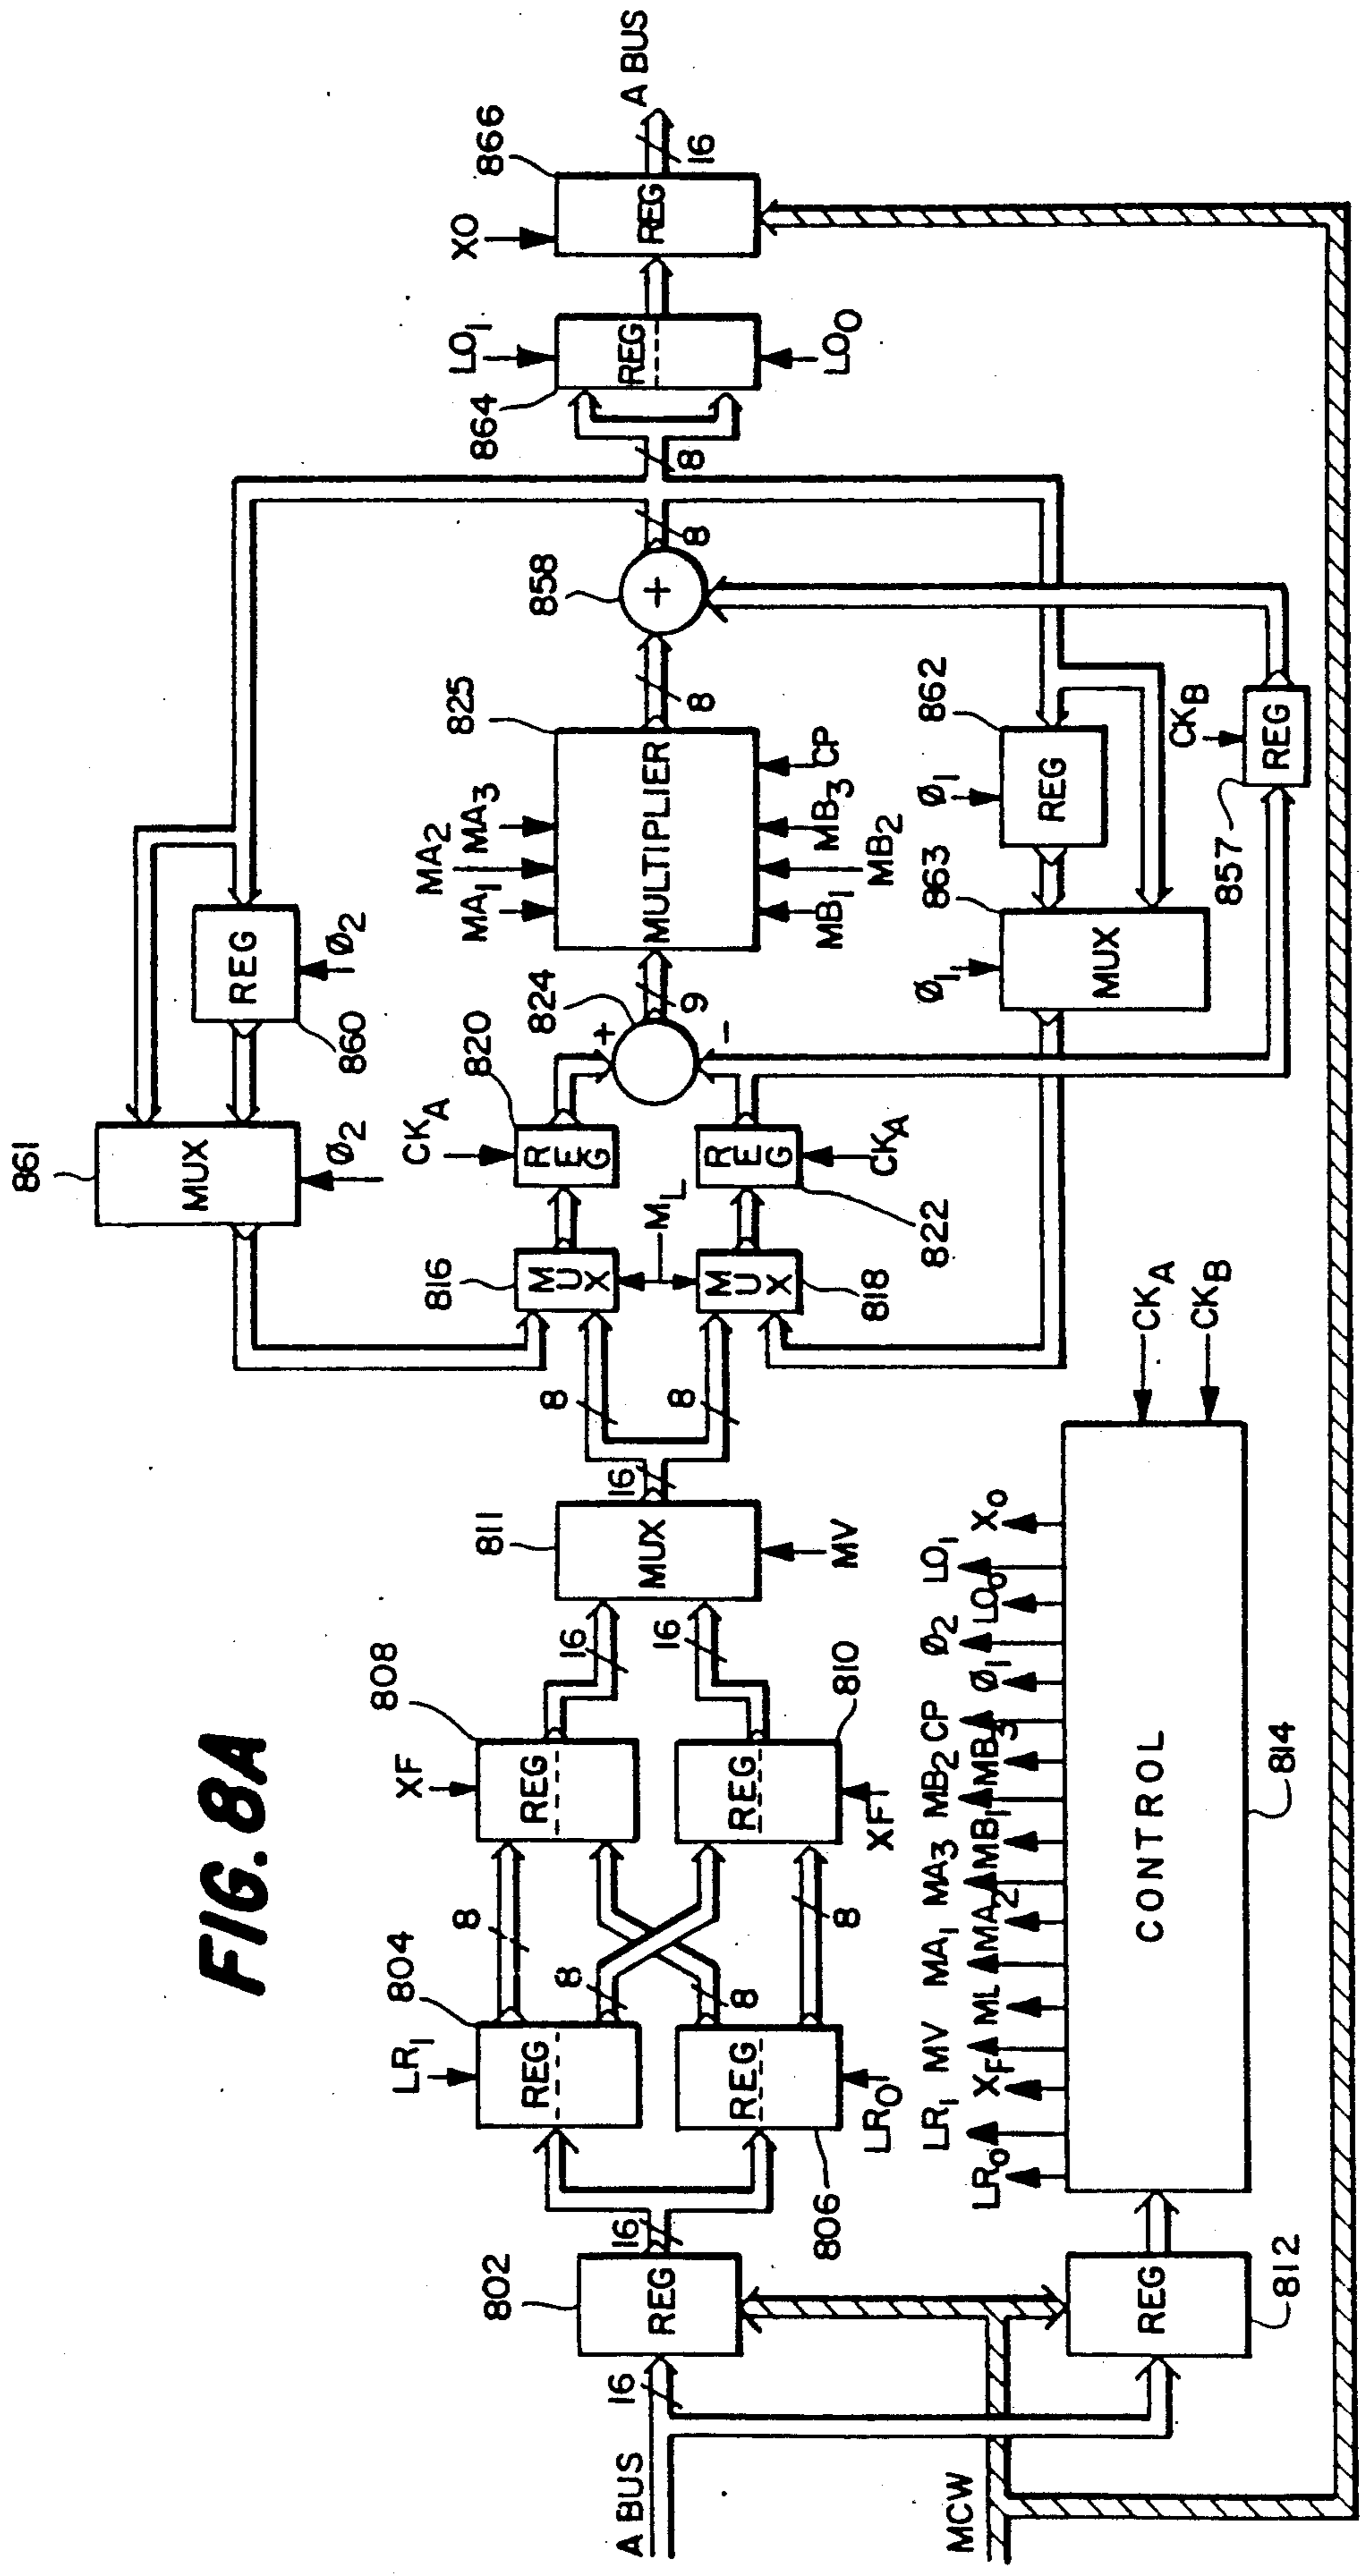 FIG. 8A
A BUS
16
REG
802
16
LR1
804
REG
REG
LR0
806
8
8
8
8
XF
808
REG
REG
XF
810
16
16
811
MUX
MV
16
8
8
816
MUX
ML
MUX
818
CKA
820
REG
REG
CKA
822
824
+
-
9
825
MA1
MA2
MA3
MULTIPLIER
MB1
MB2
MB3
CP
8
858
+
8
8
861
MUX
Ø2
860
REG
Ø2
863
Ø1
MUX
862
Ø1
REG
857
CKB
REG
864
LO1
REG
LO0
XO
866
REG
16
A BUS
MCW
REG
812
CONTROL
814
LR0
LR1
XF
MV
ML
MA1
MA2
MA3
MB1
MB2
MB3
CP
Ø1
Ø2
LO0
LO1
XO
CKA
CKB